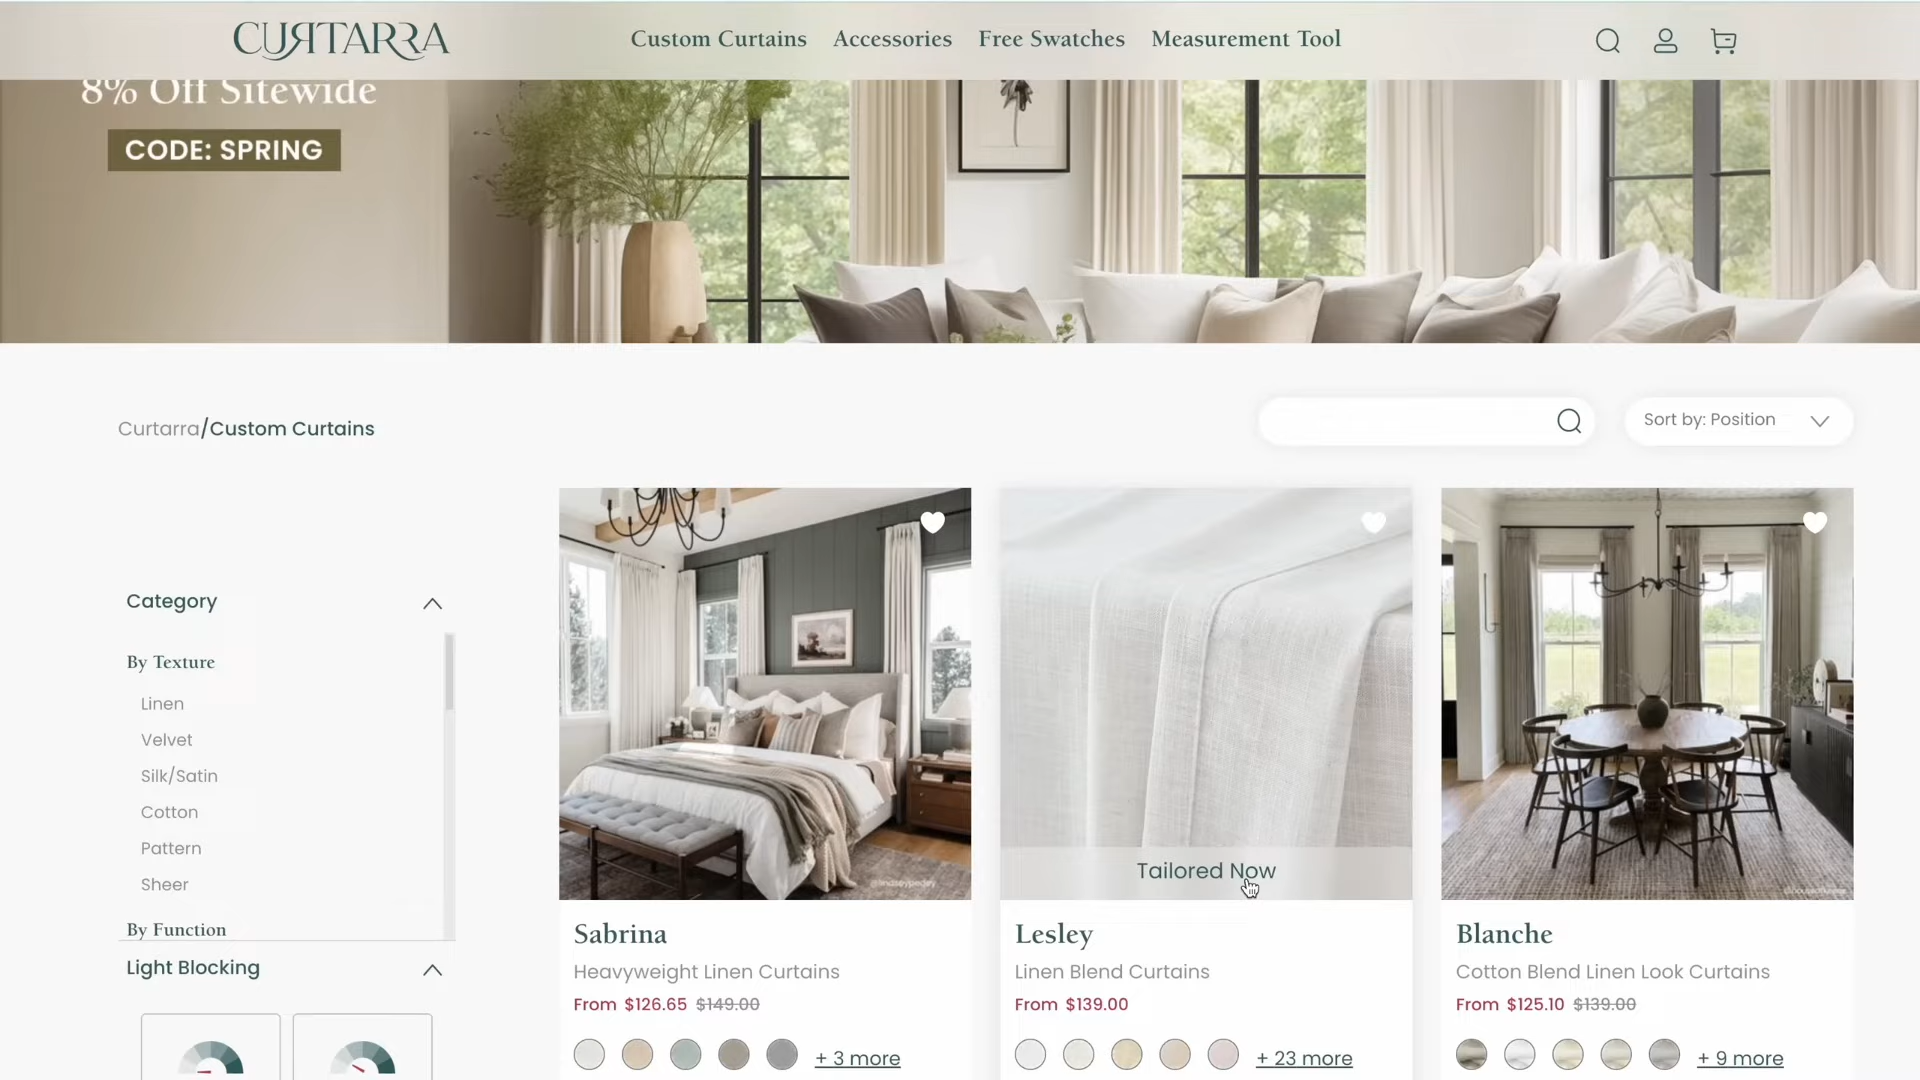 CURTARRA
Custom Curtains Accessories Free Swatches Measurement Tool
8% Off Sitewide
CODE: SPRING
Curtarra/Custom Curtains
Sort by: Position
Category
By Texture
Linen
Velvet
Silk/Satin
Cotton
Pattern
Sheer
By Function
Light Blocking
Tailored Now
Sabrina
Heavyweight Linen Curtains
From $126.65 $149.00
+ 3 more
Lesley
Linen Blend Curtains
From $139.00
+ 23 more
Blanche
Cotton Blend Linen Look Curtains
From $125.10 $139.00
+ 9 more